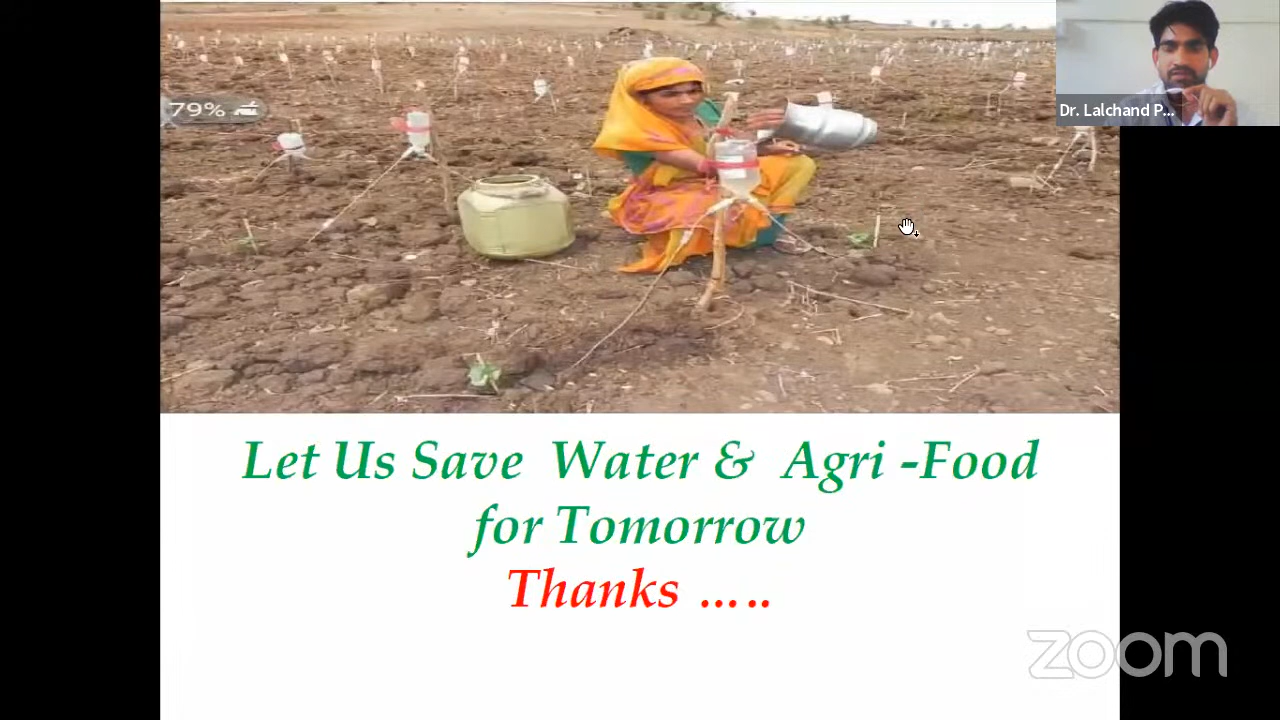 79%
Dr. Lalchand P...
Let Us Save Water & Agri -Food
for Tomorrow
Thanks .....
zoom